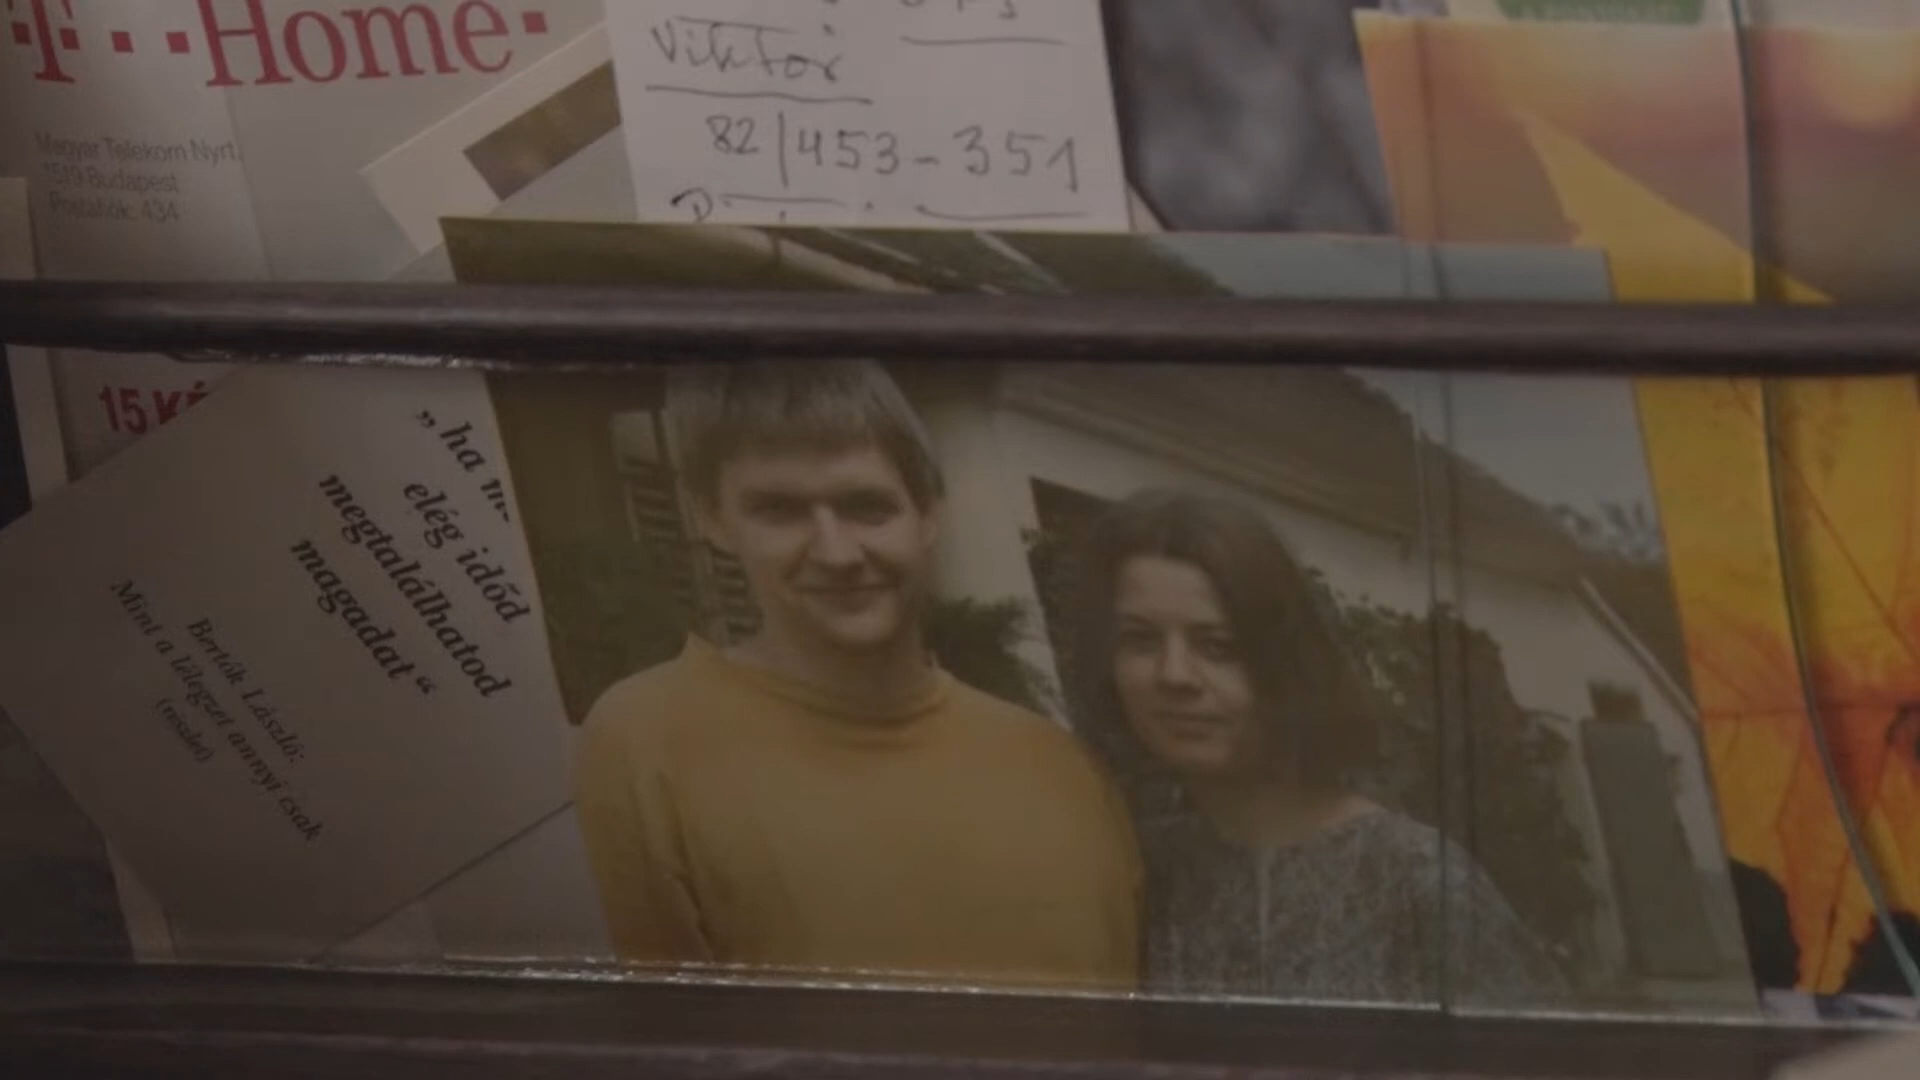 T · · Home ·
Magyar Telekom Nyrt.
1519 Budapest
Postafiók: 434
Viktor
82/453-351
15
„ ha
elég időd
megtalálhatod
magadat “
Bertók László:
Mint a lélegzet annyi csak
(részlet)